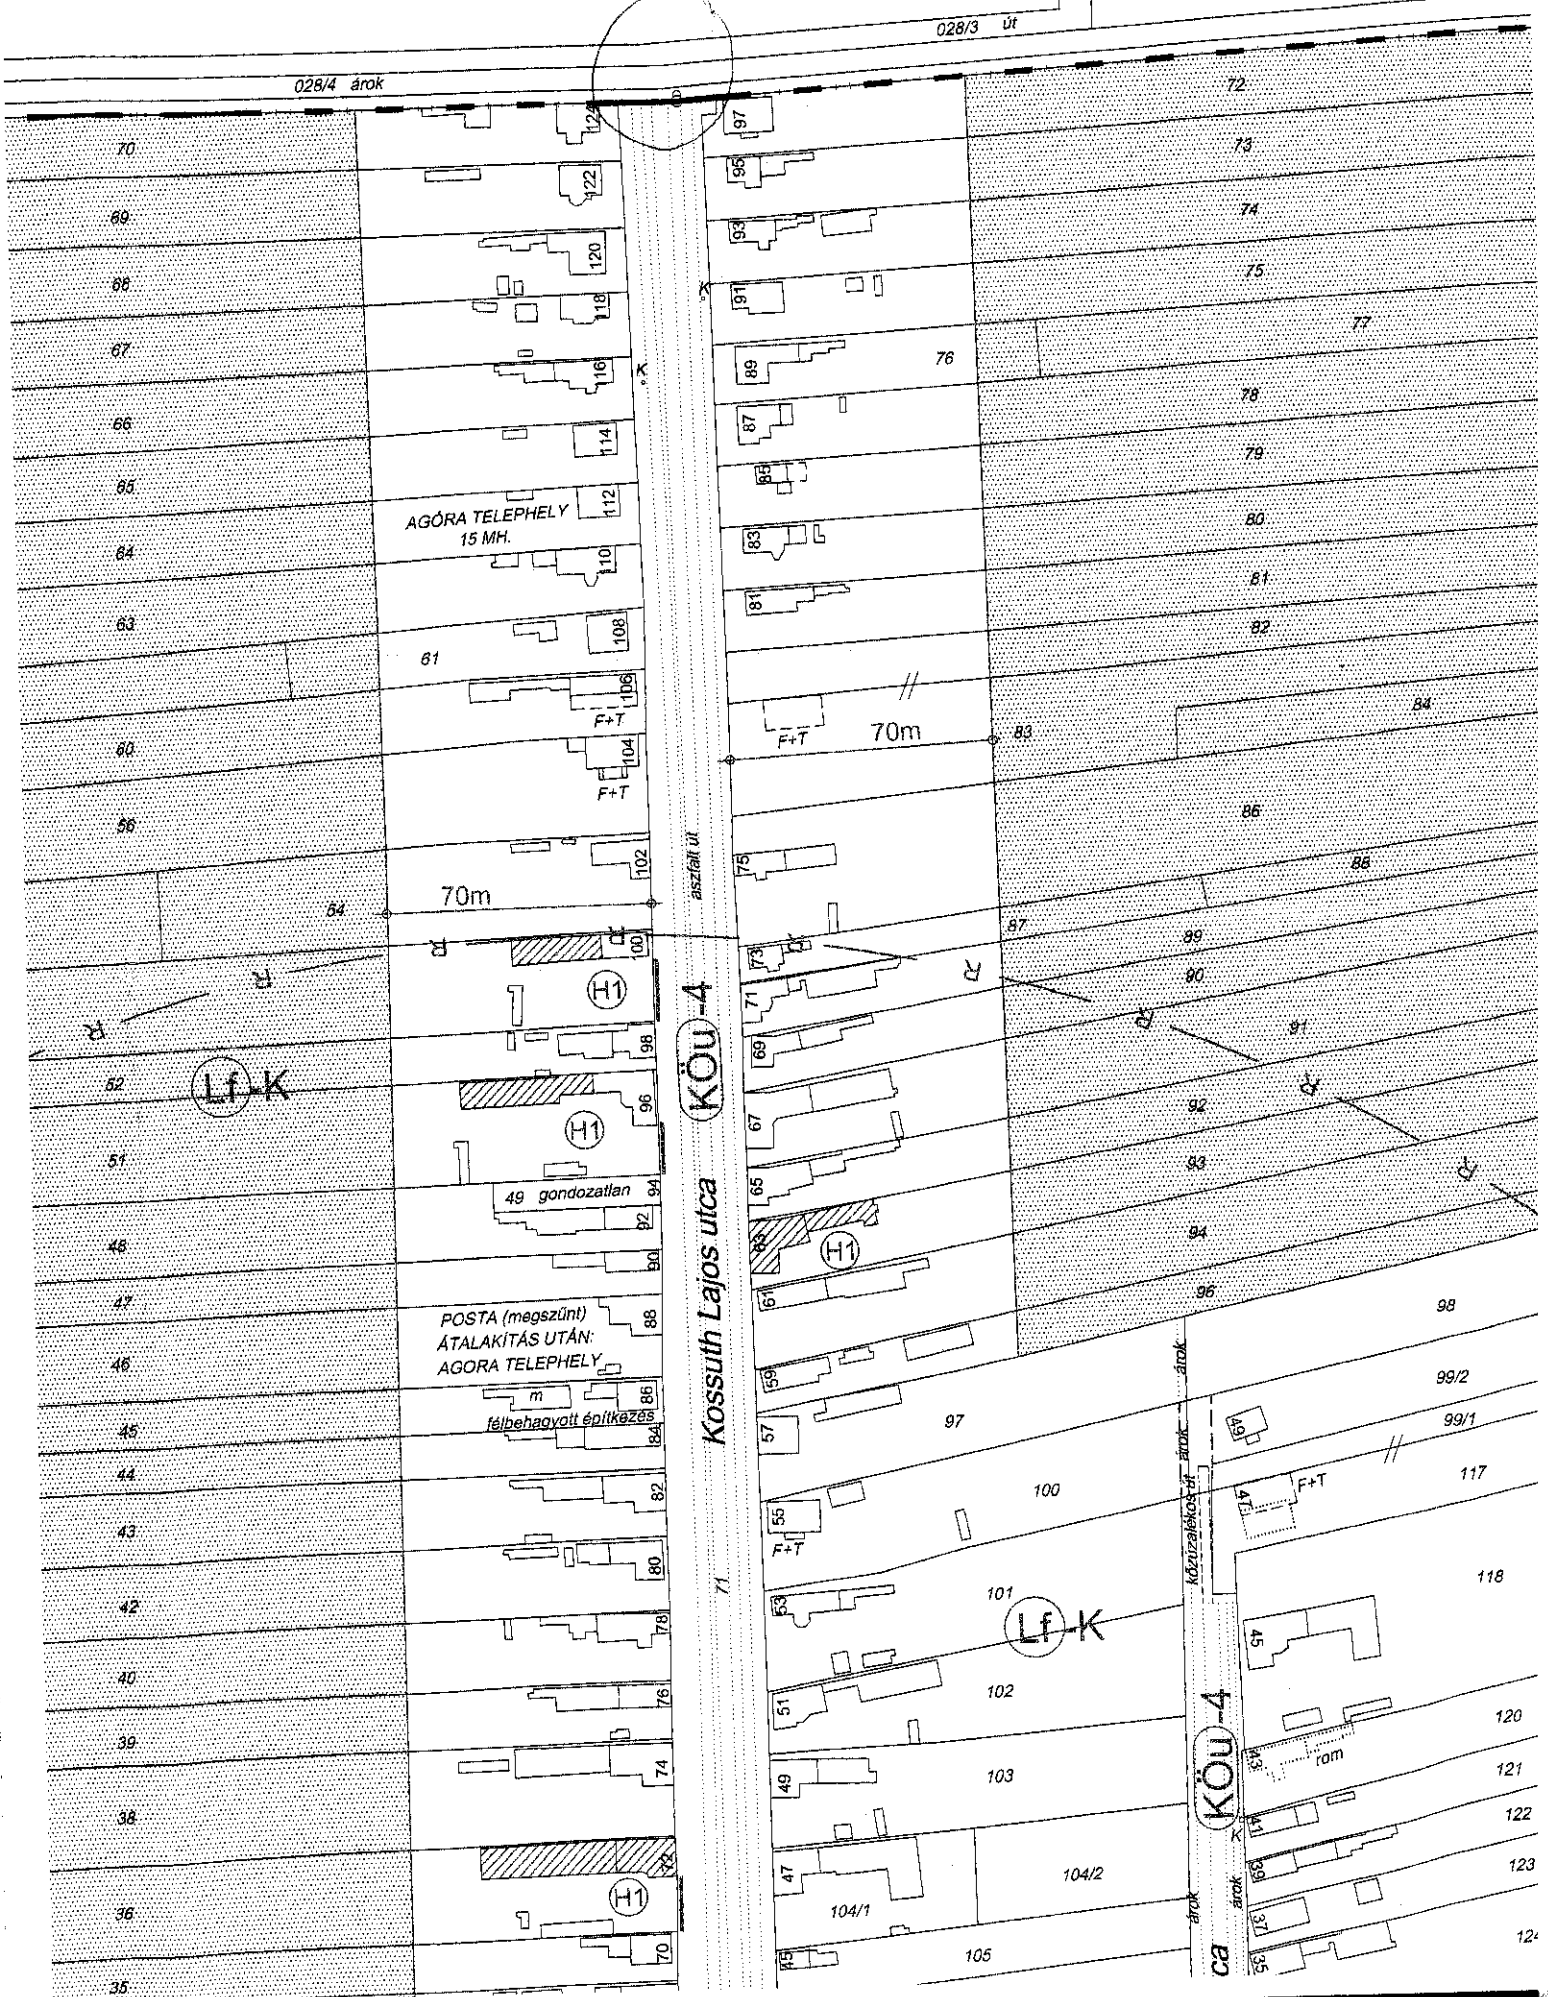 028/3 út
028/4 árok
72
70
124
97
73
95
122
69
74
93
120
68
75
91
118
K
77
67
76
89
116
K
78
66
87
114
79
65
85
112
AGÓRA TELEPHELY
15 MH.
80
64
83
110
81
81
63
108
82
61
106
F+T
//
84
60
104
F+T
70m
83
F+T
56
86
102
aszfalt út
75
88
54
70m
87
100
R
73
89
R
R
90
R
H1
71
KÖu-4
R
91
98
69
52
Lf-K
R
96
92
H1
67
51
93
R
49 gondozatlan
94
65
92
Kossuth Lajos utca
94
48
63
H1
90
96
61
47
88
98
POSTA (megszűnt)
ÁTALAKÍTÁS UTÁN:
AGORA TELEPHELY
46
59
árok
99/2
m
86
97
49
99/1
félbehagyott építkezés
45
84
57
árok
//
44
82
100
117
47
F+T
43
55
F+T
közúzalékos út
80
71
118
42
53
101
Lf-K
78
45
40
76
51
102
KÖu-4
120
39
43
rom
74
49
103
121
38
41
K
122
72
47
104/2
39
123
36
H1
104/1
árok
árok
37
70
45
105
124
35
ca
35